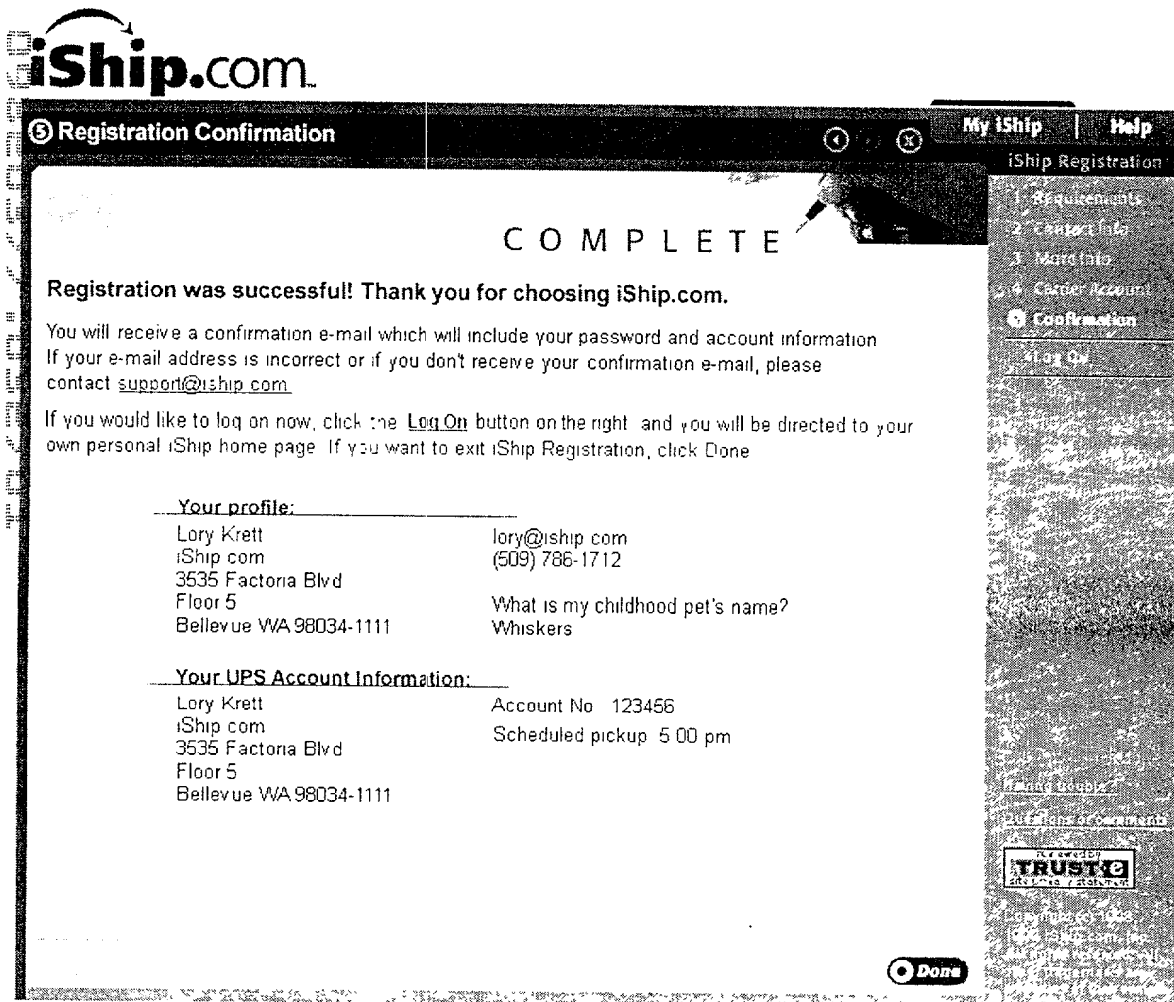 iShip.com
⑤ Registration Confirmation
My iShip | Help
iShip Registration
1 Requirements
2 Contact Info
3 More Info
4 Carrier Account
5 Confirmation
Log On
COMPLETE
Registration was successful! Thank you for choosing iShip.com.
You will receive a confirmation e-mail which will include your password and account information
If your e-mail address is incorrect or if you don't receive your confirmation e-mail, please
contact support@iship com
If you would like to log on now, click the Log On button on the right and you will be directed to your
own personal iShip home page If you want to exit iShip Registration, click Done
Your profile:
Lory Krett
iShip com
3535 Factoria Blvd
Floor 5
Bellevue WA 98034-1111
lory@iship com
(509) 786-1712
What is my childhood pet's name?
Whiskers
Your UPS Account Information:
Lory Krett
iShip com
3535 Factoria Blvd
Floor 5
Bellevue WA 98034-1111
Account No 123456
Scheduled pickup 5 00 pm
Questions or comments
TRUSTe
Done